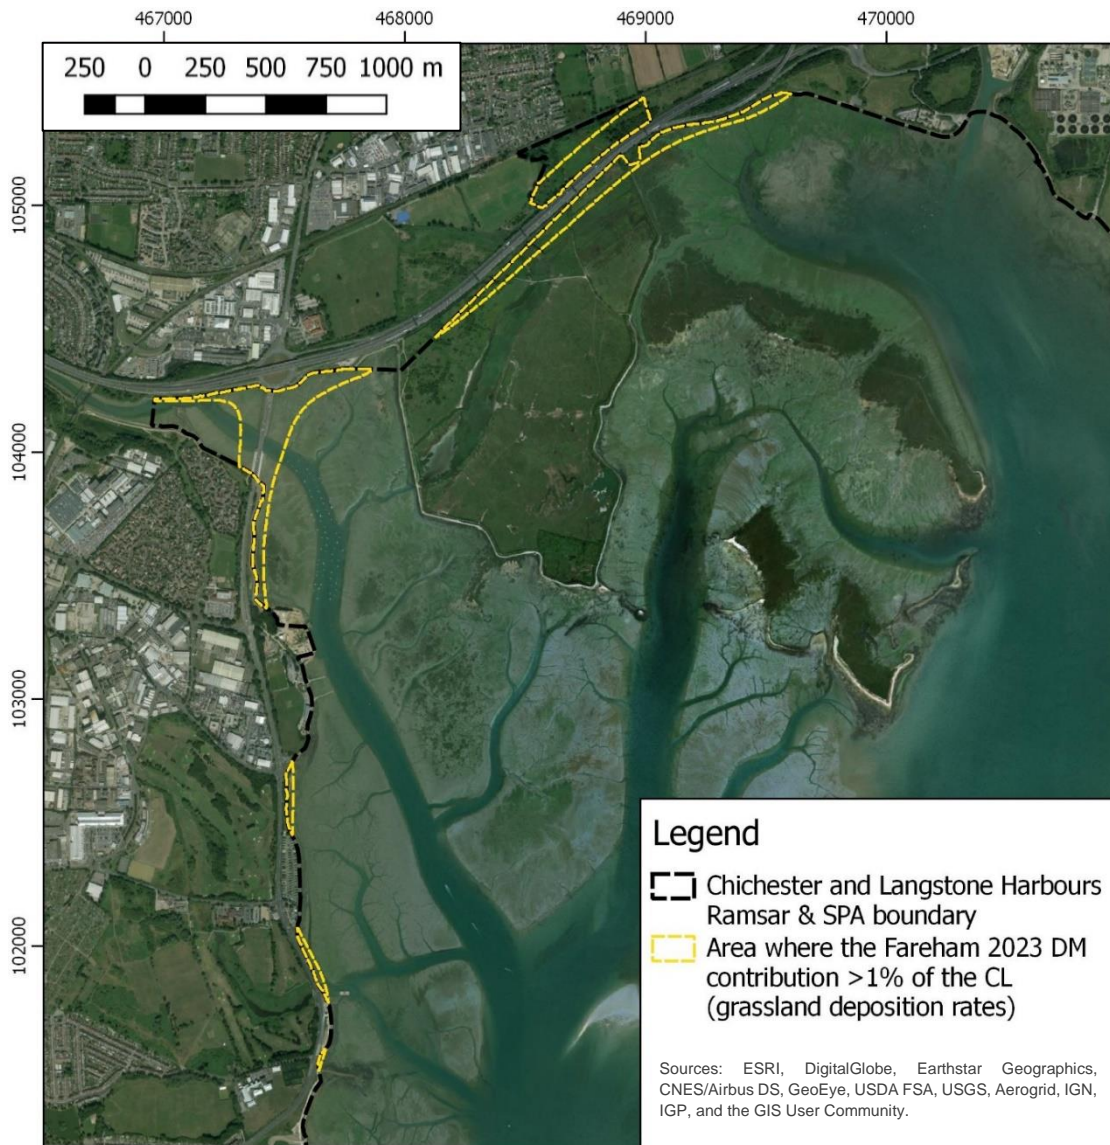 467000 468000 469000 470000
250 0 250 500 750 1000 m
105000
104000
103000
102000
Legend
Chichester and Langstone Harbours
Ramsar & SPA boundary
Area where the Fareham 2023 DM
contribution >1% of the CL
(grassland deposition rates)
Sources: ESRI, DigitalGlobe, Earthstar Geographics,
CNES/Airbus DS, GeoEye, USDA FSA, USGS, Aerogrid, IGN,
IGP, and the GIS User Community.